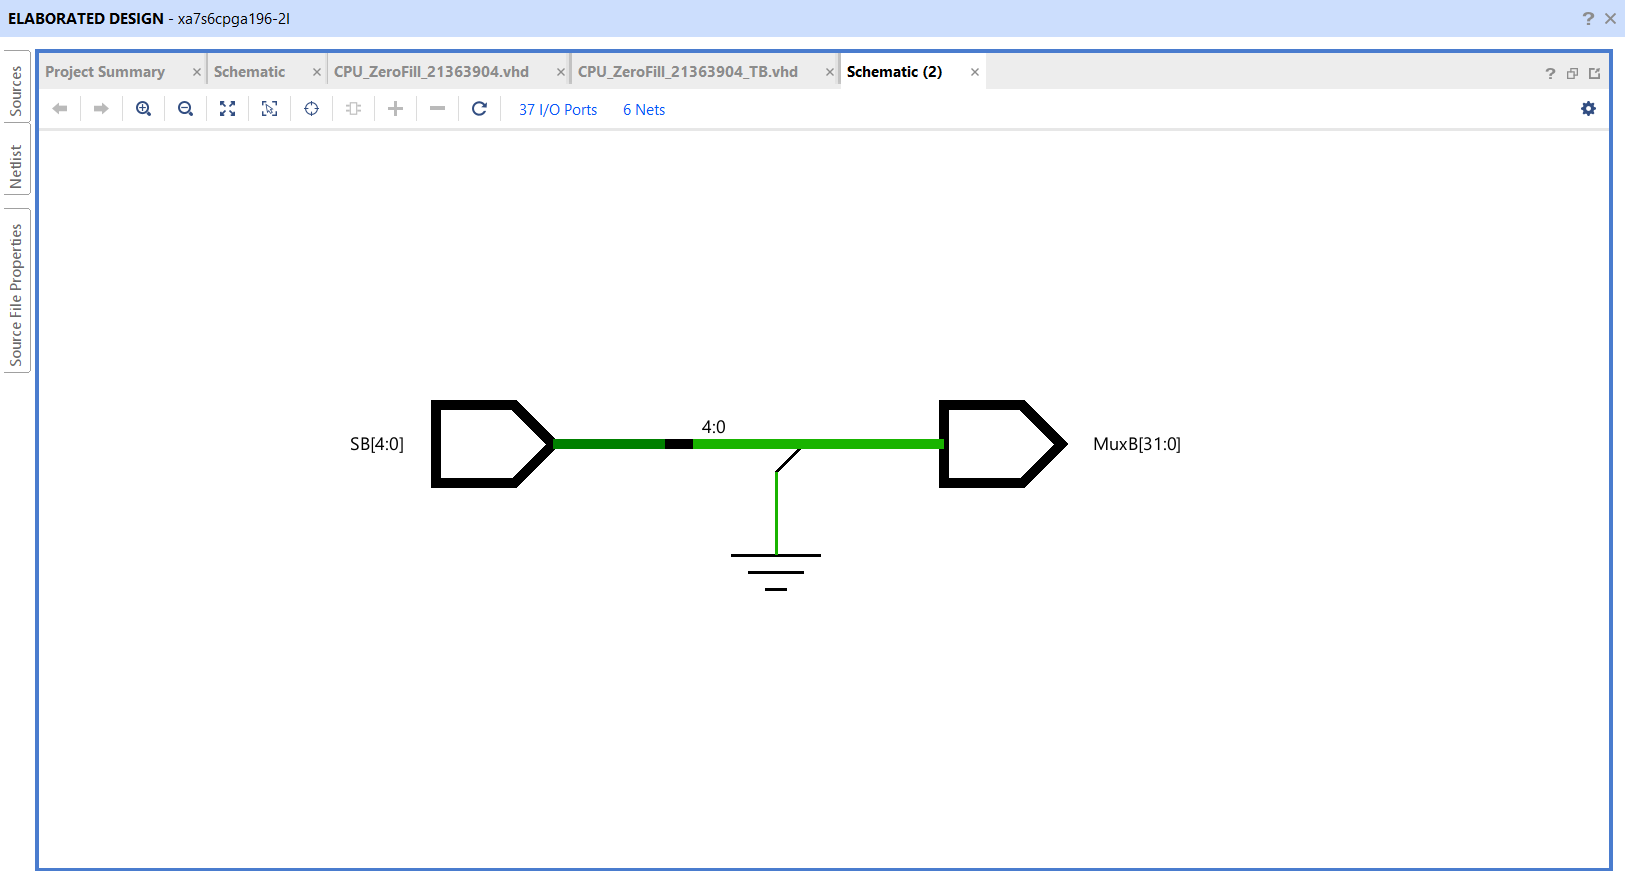 ELABORATED DESIGN - xa7s6cpga196-2I
Sources
Netlist
Source File Properties
Project Summary
Schematic
CPU_ZeroFill_21363904.vhd
CPU_ZeroFill_21363904_TB.vhd
Schematic (2)
37 I/O Ports
6 Nets
4:0
SB[4:0]
MuxB[31:0]